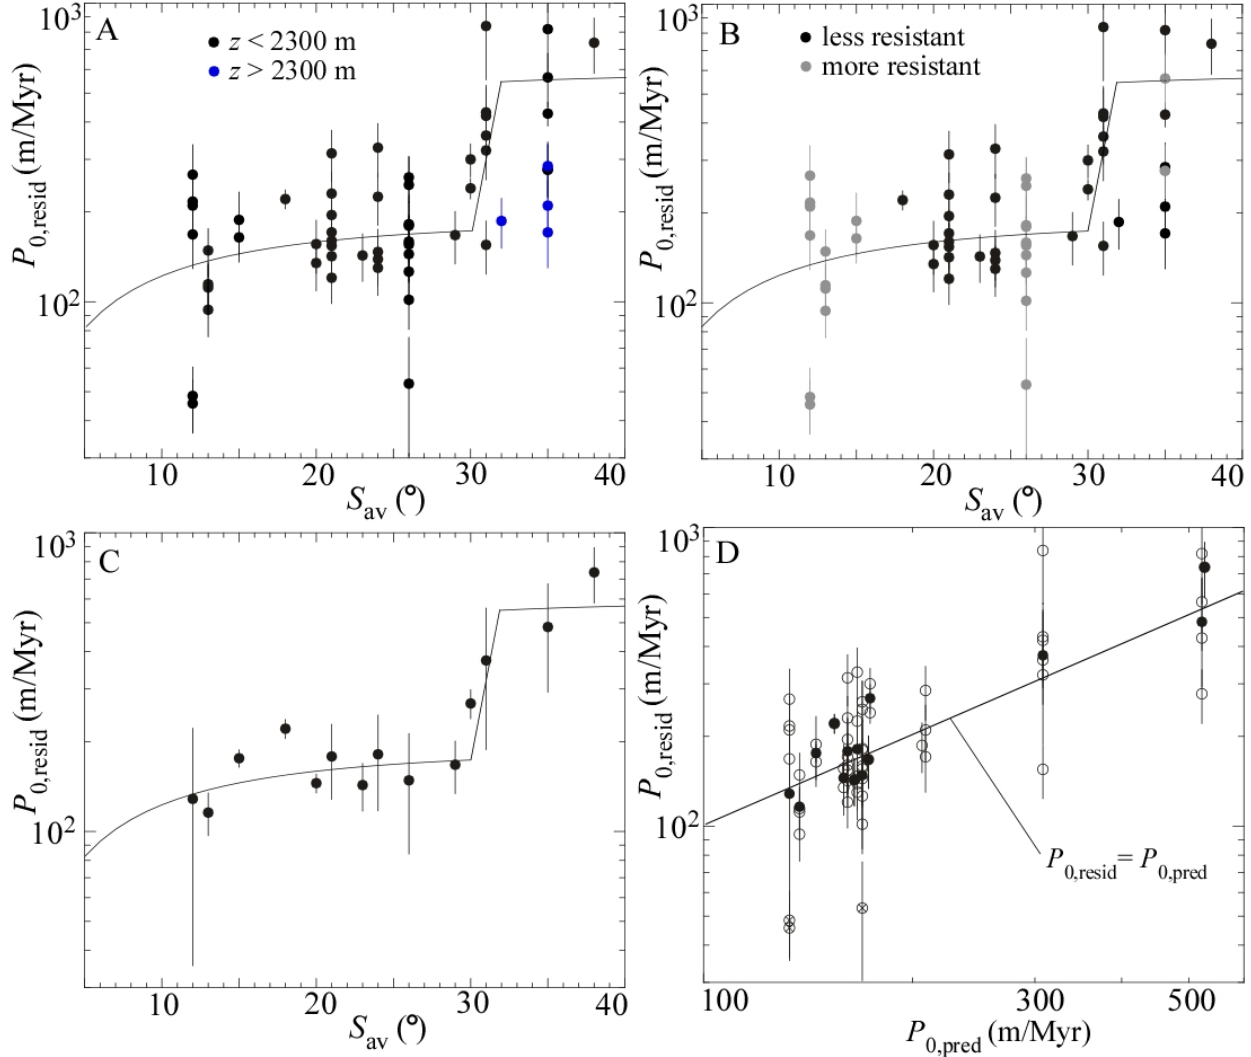 A
z < 2300 m
z > 2300 m
10³
10²
P0,resid (m/Myr)
10 20 30 40
Sav (°)
B
less resistant
more resistant
10³
10²
P0,resid (m/Myr)
10 20 30 40
Sav (°)
C
10³
10²
P0,resid (m/Myr)
10 20 30 40
Sav (°)
D
10³
10²
P0,resid (m/Myr)
P0,resid = P0,pred
100 300 500
P0,pred (m/Myr)